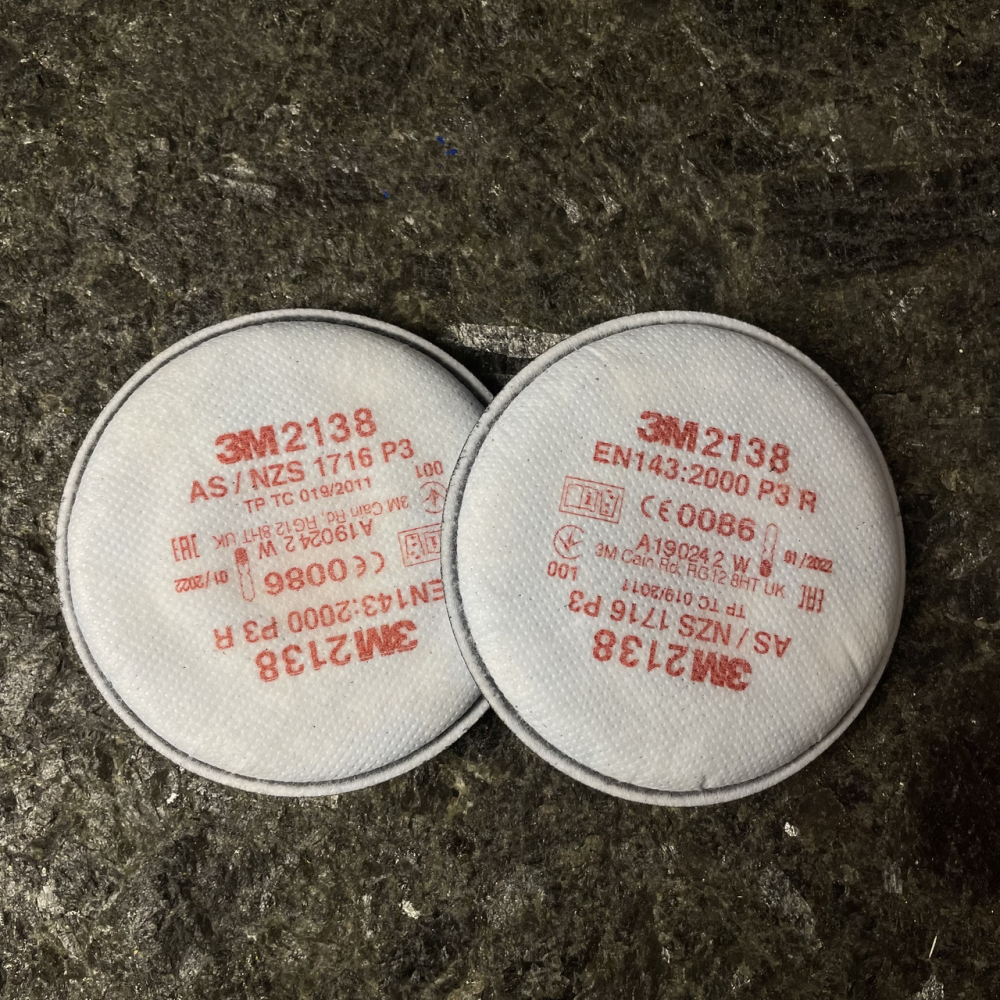 3M 2138
AS / NZS 1716 P3
TP TC 019/2011
3M Cain Rd, RG12 8HT UK
001
A19024 2 W
EAC
CE 0086
01/2022
EN143:2000 P3 R
3M 2138
3M 2138
EN143:2000 P3 R
CE 0086
A19024 2 W
01/2022
3M Cain Rd, RG12 8HT UK
EAC
001
TP TC 019/2011
AS / NZS 1716 P3
3M 2138